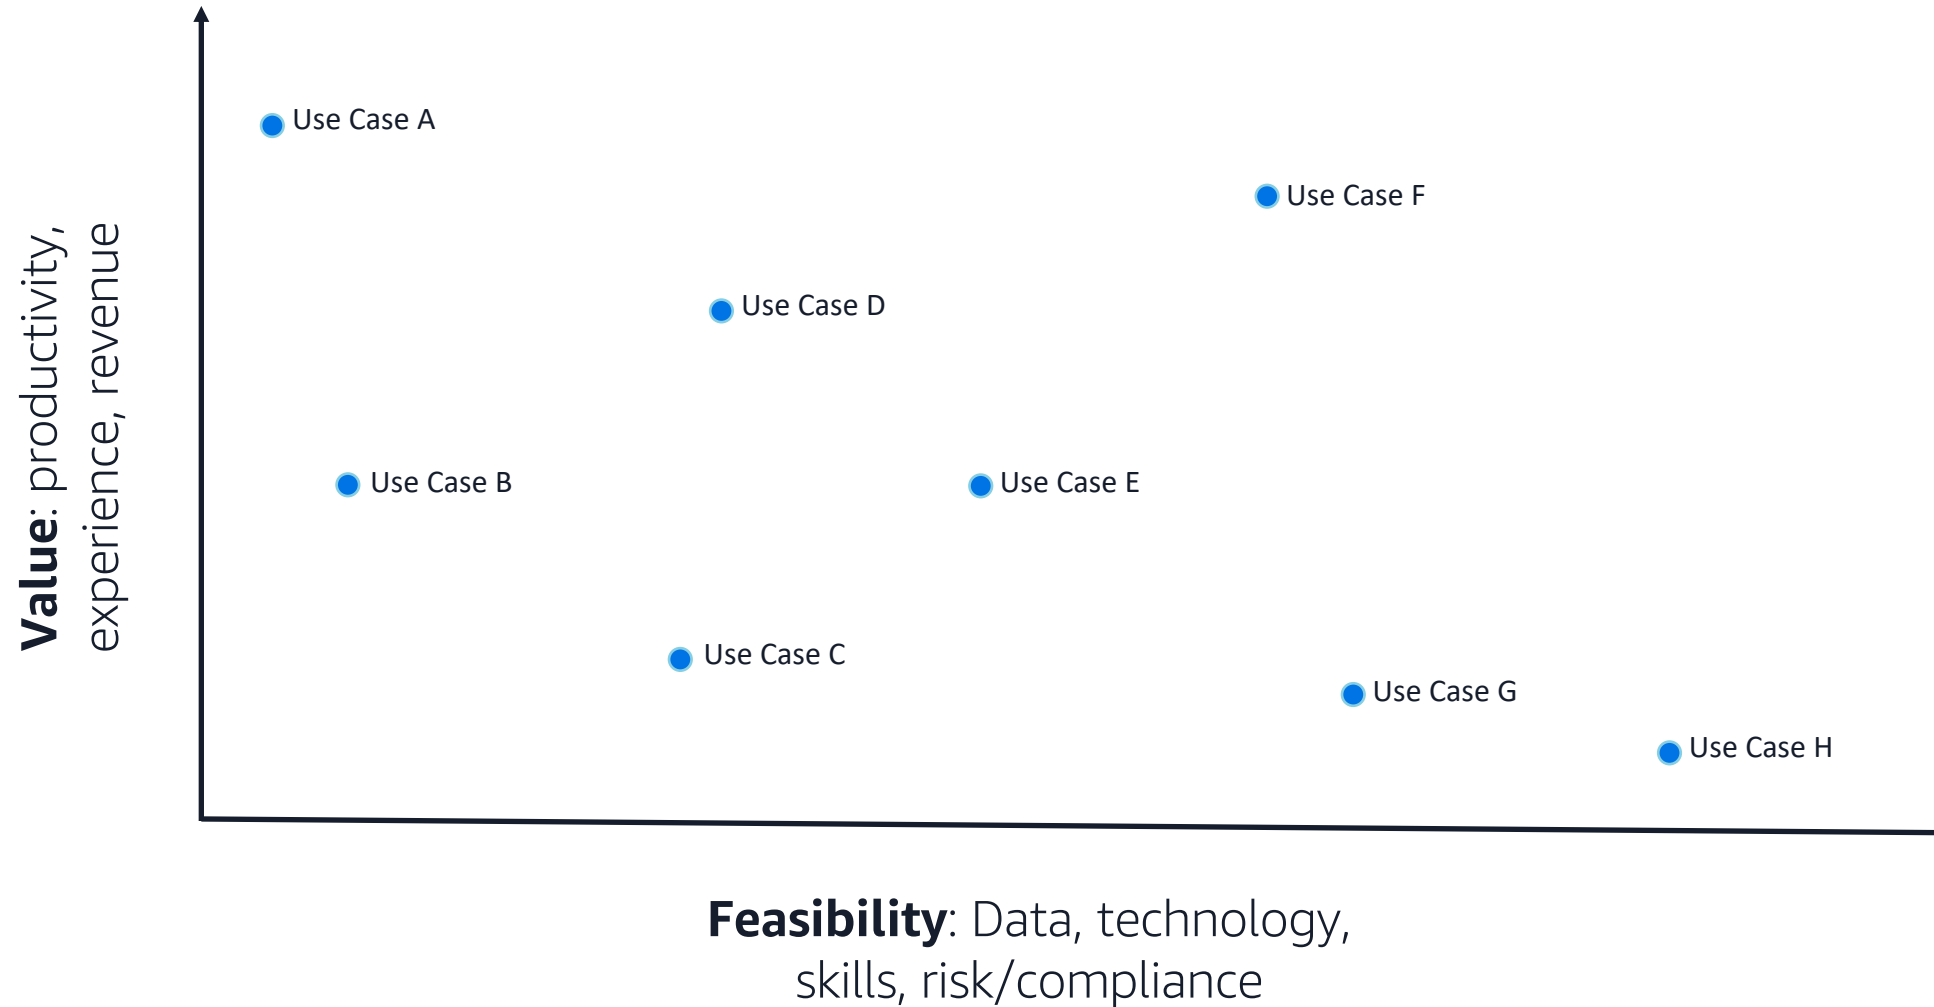 Use Case A
Use Case F
Use Case D
Use Case B
Use Case E
Use Case C
Use Case G
Use Case H
Value: productivity,
experience, revenue
Feasibility: Data, technology,
skills, risk/compliance